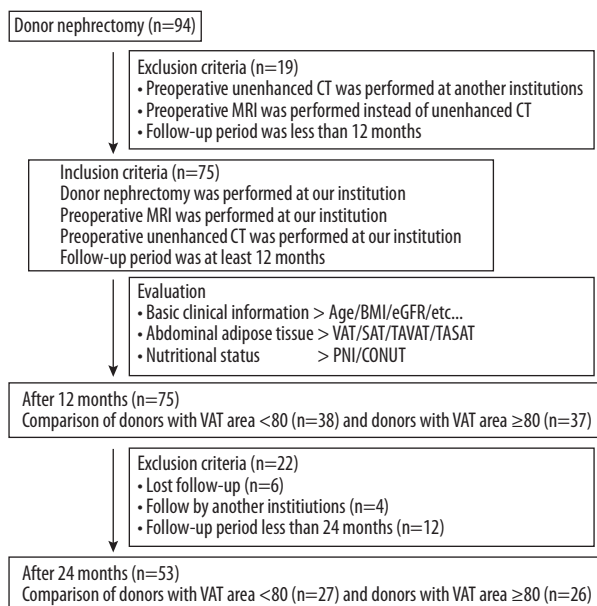 Donor nephrectomy (n=94)
Exclusion criteria (n=19)
• Preoperative unenhanced CT was performed at another institutions
• Preoperative MRI was performed instead of unenhanced CT
• Follow-up period was less than 12 months
Inclusion criteria (n=75)
Donor nephrectomy was performed at our institution
Preoperative MRI was performed at our institution
Preoperative unenhanced CT was performed at our institution
Follow-up period was at least 12 months
Evaluation
• Basic clinical information > Age/BMI/eGFR/etc...
• Abdominal adipose tissue > VAT/SAT/TAVAT/TASAT
• Nutritional status > PNI/CONUT
After 12 months (n=75)
Comparison of donors with VAT area <80 (n=38) and donors with VAT area ≥80 (n=37)
Exclusion criteria (n=22)
• Lost follow-up (n=6)
• Follow by another institiutions (n=4)
• Follow-up period less than 24 months (n=12)
After 24 months (n=53)
Comparison of donors with VAT area <80 (n=27) and donors with VAT area ≥80 (n=26)